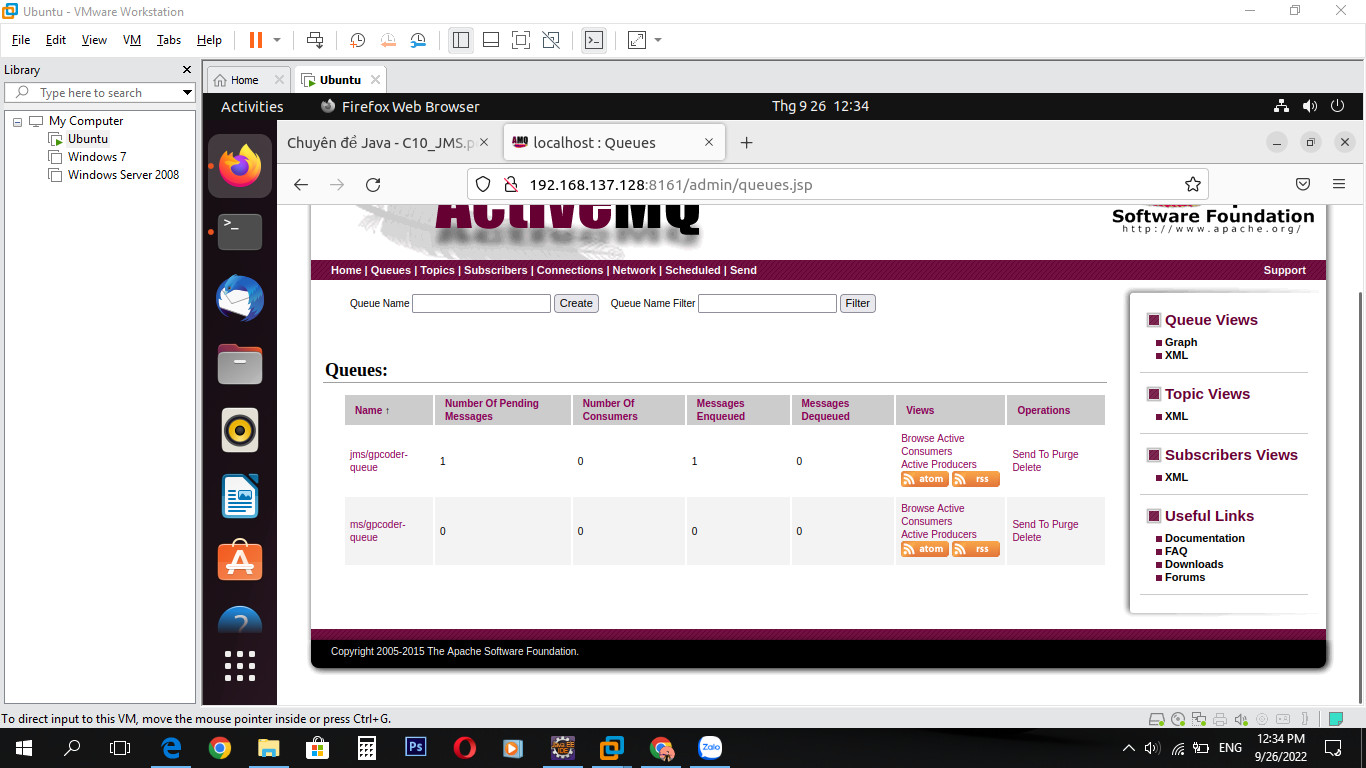 Ubuntu - VMware Workstation
File Edit View VM Tabs Help
Library
Type here to search
My Computer
Ubuntu
Windows 7
Windows Server 2008
Home
Ubuntu
Activities
Firefox Web Browser
Thg 9 26 12:34
Chuyên đề Java - C10_JMS.p
AMQ
localhost : Queues
192.168.137.128:8161/admin/queues.jsp
ActiveMQ
Software Foundation
http://www.apache.org/
Home | Queues | Topics | Subscribers | Connections | Network | Scheduled | Send
Support
Queue Name
Create
Queue Name Filter
Filter
Queues:
Name ↑
Number Of Pending
Messages
Number Of
Consumers
Messages
Enqueued
Messages
Dequeued
Views
Operations
jms/gpcoder-
queue
1
0
1
0
Browse Active
Consumers
Active Producers
atom
rss
Send To Purge
Delete
ms/gpcoder-
queue
0
0
0
0
Browse Active
Consumers
Active Producers
atom
rss
Send To Purge
Delete
Queue Views
Graph
XML
Topic Views
XML
Subscribers Views
XML
Useful Links
Documentation
FAQ
Downloads
Forums
Copyright 2005-2015 The Apache Software Foundation.
To direct input to this VM, move the mouse pointer inside or press Ctrl+G.
Ps
Zalo
ENG
12:34 PM
9/26/2022